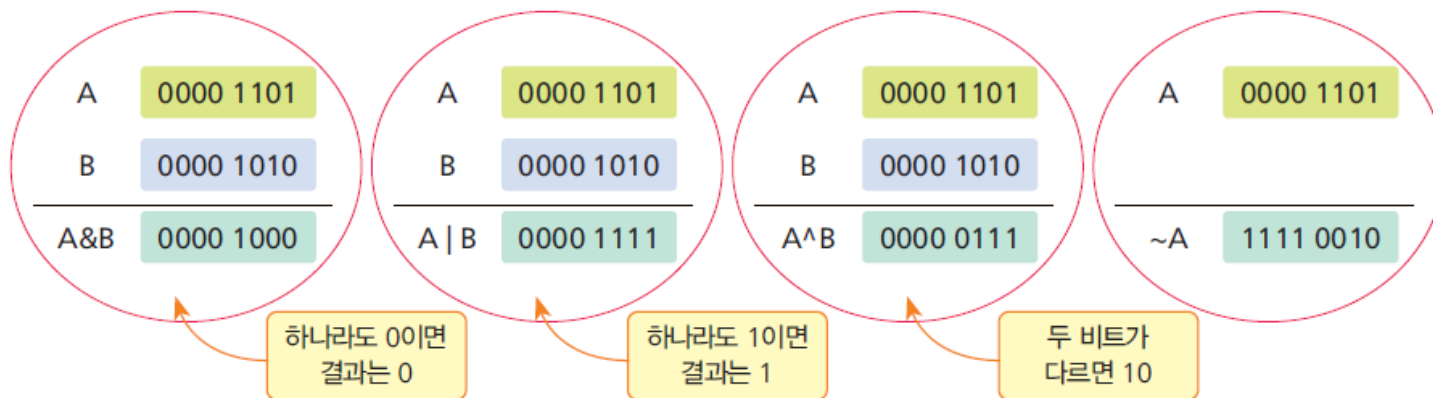 A 0000 1101 A 0000 1101 A 0000 1101 A 0000 1101
B 0000 1010 B 0000 1010 B 0000 1010
A&B 0000 1000 A | B 0000 1111 A^B 0000 0111 ~A 1111 0010
하나라도 0이면
결과는 0
하나라도 1이면
결과는 1
두 비트가
다르면 10